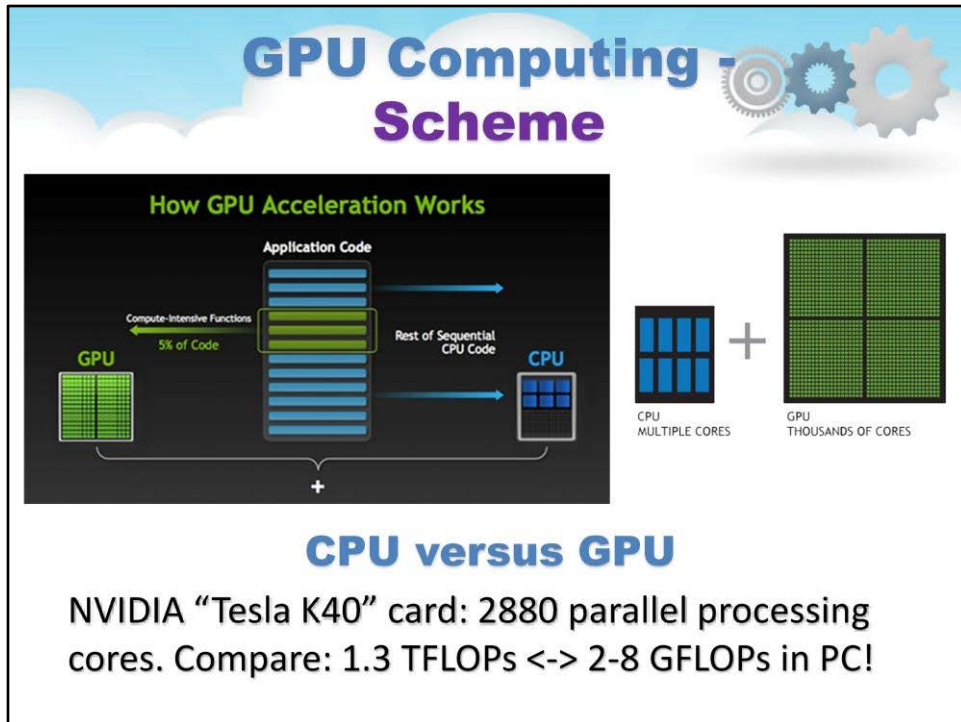 GPU Computing -
Scheme
How GPU Acceleration Works
Application Code
Compute-Intensive Functions
5% of Code
GPU
Rest of Sequential
CPU Code
CPU
+
+
CPU
MULTIPLE CORES
GPU
THOUSANDS OF CORES
CPU versus GPU
NVIDIA “Tesla K40” card: 2880 parallel processing
cores. Compare: 1.3 TFLOPs <-> 2-8 GFLOPs in PC!